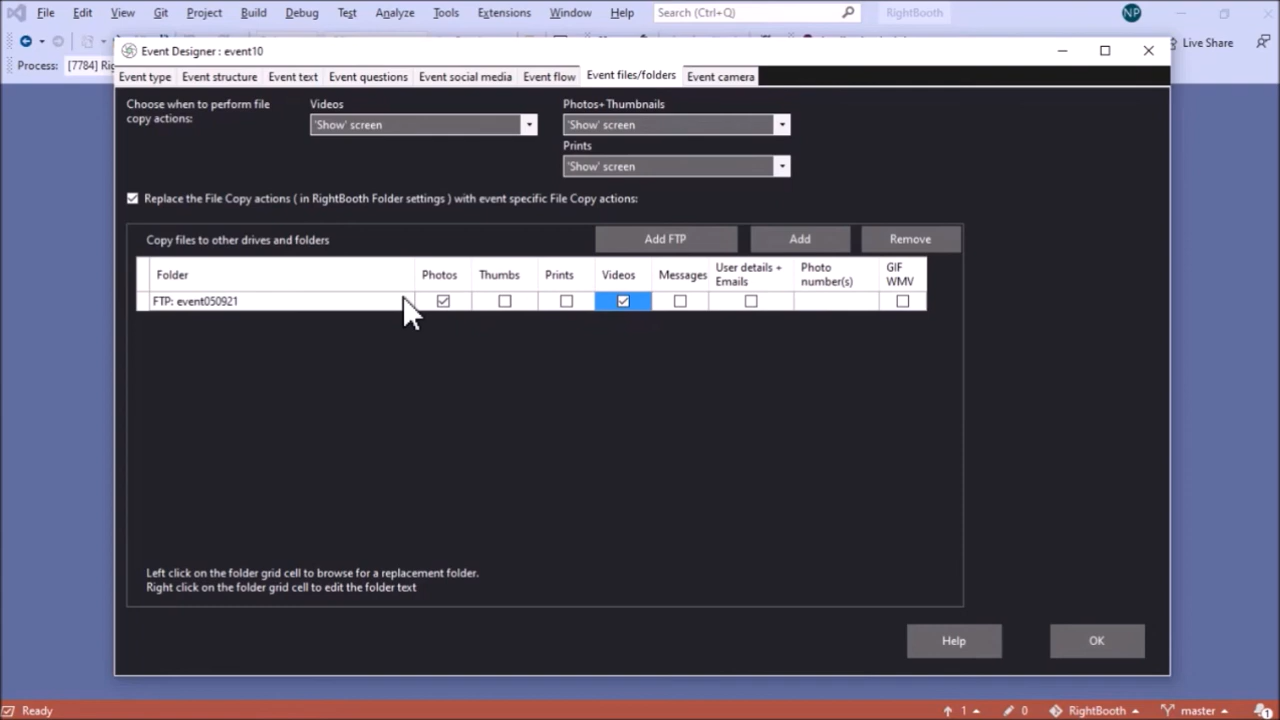 File Edit View Git Project Build Debug Test Analyze Tools Extensions Window Help Search (Ctrl+Q) RightBooth NP
Live Share
Process: [7784] Rig
Event Designer : event10
Event type Event structure Event text Event questions Event social media Event flow Event files/folders Event camera
Choose when to perform file
copy actions:
Videos
'Show' screen
Photos+Thumbnails
'Show' screen
Prints
'Show' screen
Replace the File Copy actions ( in RightBooth Folder settings ) with event specific File Copy actions:
Copy files to other drives and folders Add FTP Add Remove
Folder Photos Thumbs Prints Videos Messages User details +
Emails Photo
number(s) GIF
WMV
FTP: event050921
Left click on the folder grid cell to browse for a replacement folder.
Right click on the folder grid cell to edit the folder text
Help OK
Ready 1 0 RightBooth master 1